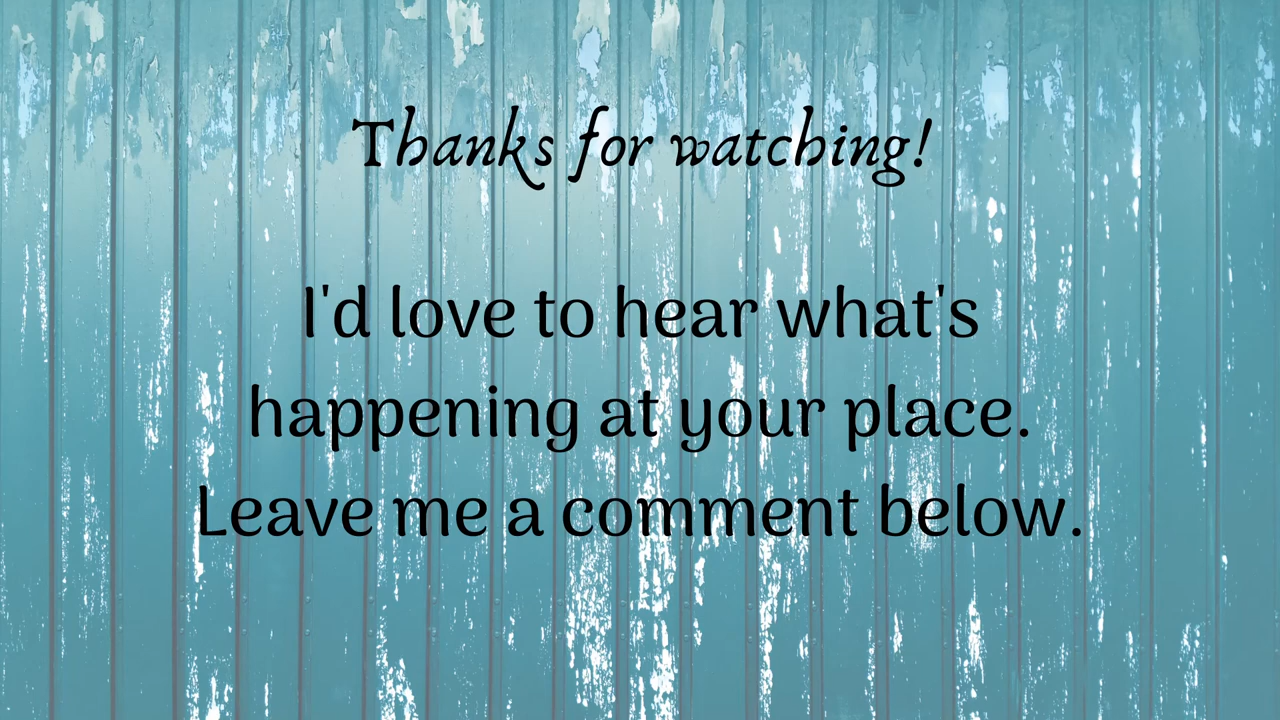 Thanks for watching!
I'd love to hear what's
happening at your place.
Leave me a comment below.